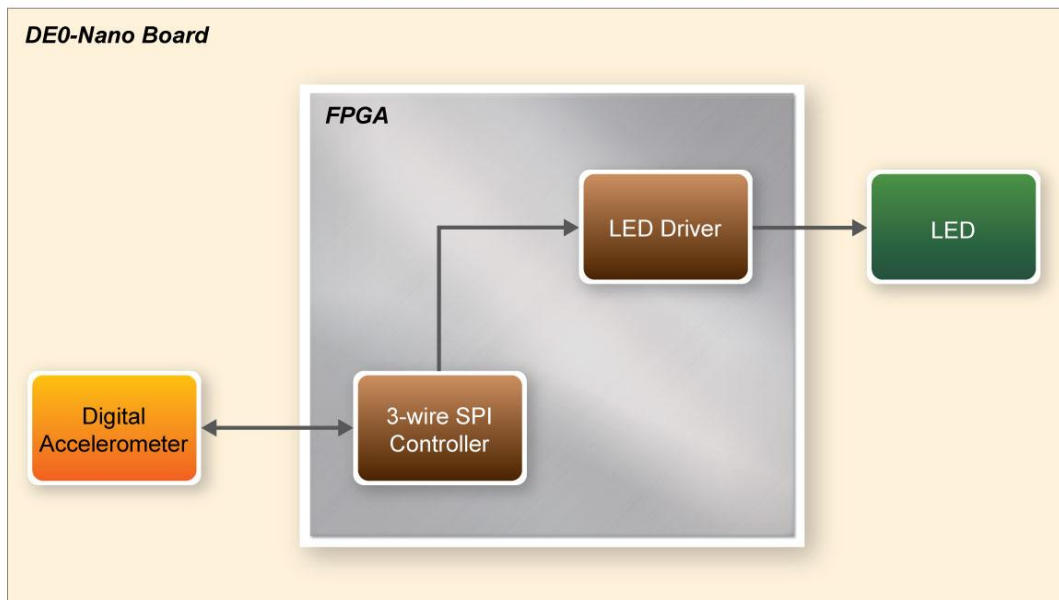 DE0-Nano Board
FPGA
LED Driver
LED
Digital
Accelerometer
3-wire SPI
Controller